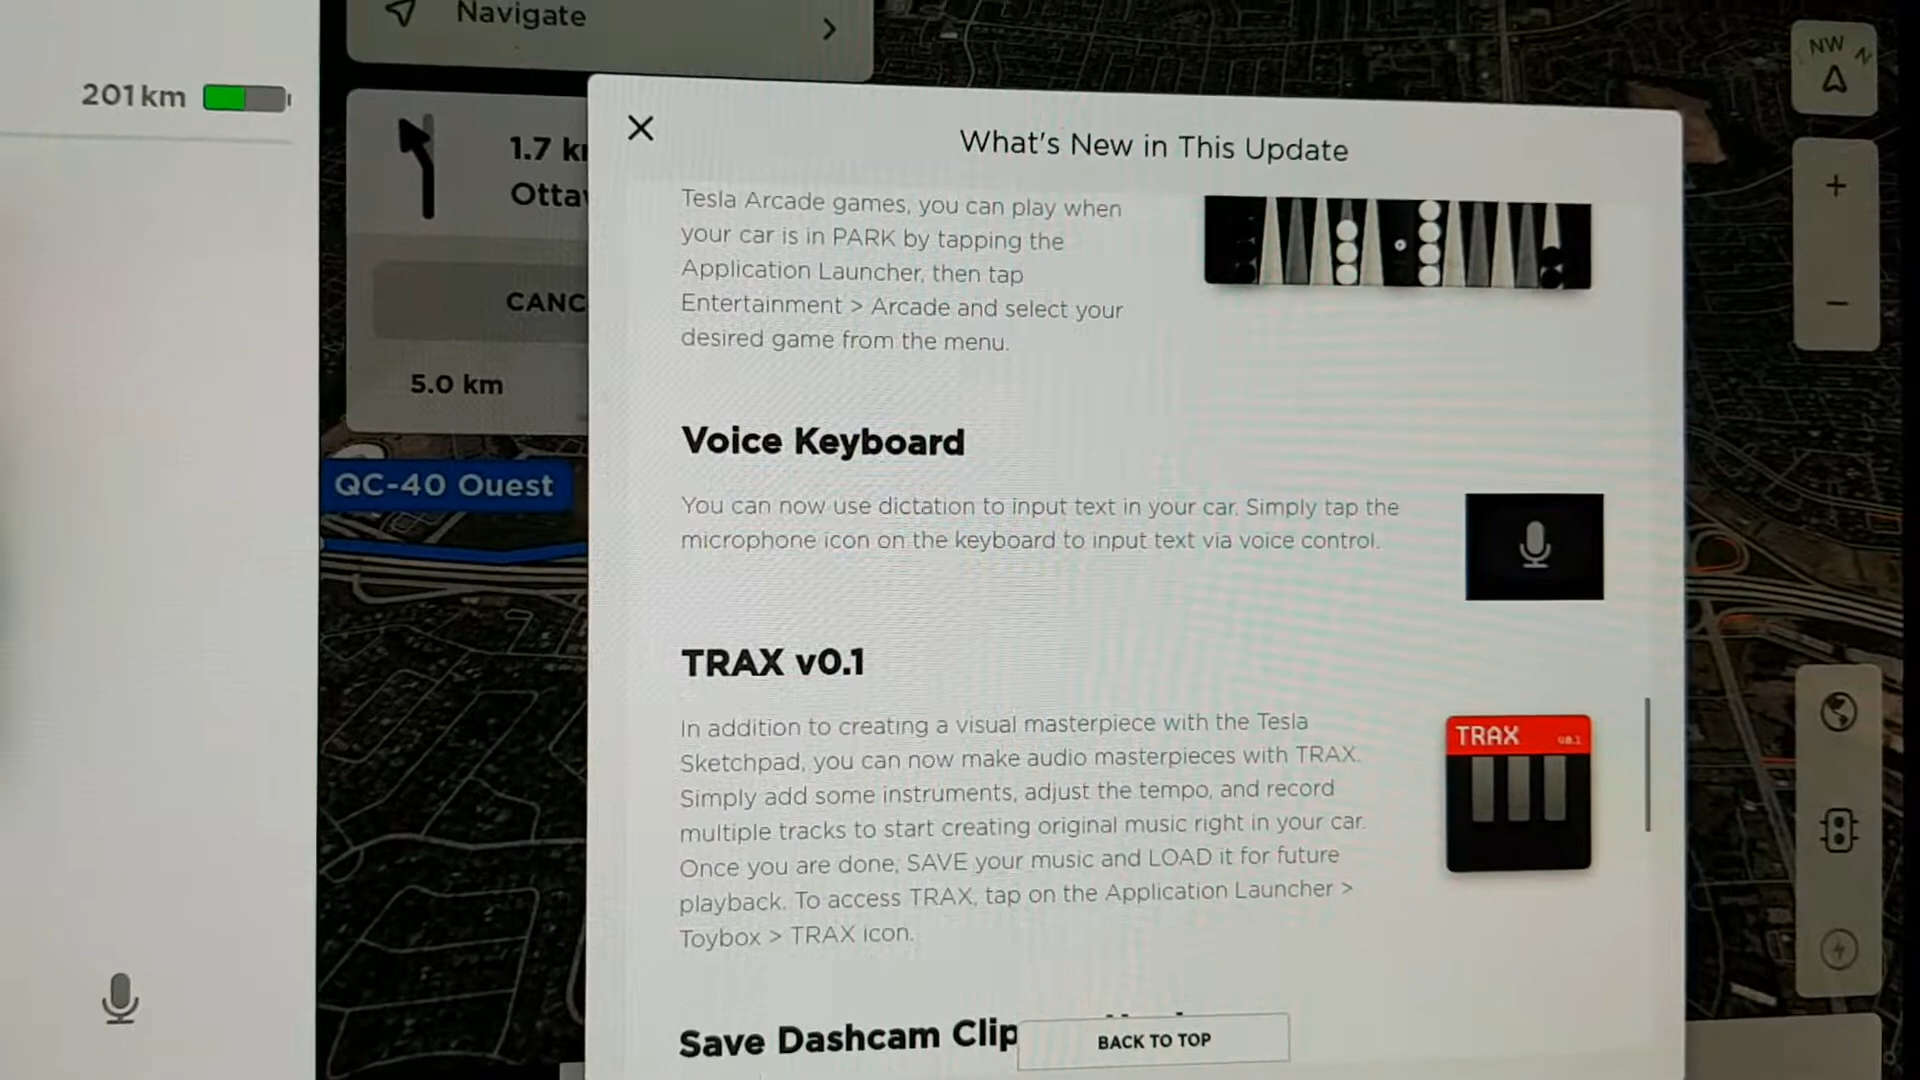 Navigate
NW
N
201 km
1.7
CANC
5.0 km
QC-40 Ouest
What's New in This Update
Tesla Arcade games, you can play when
your car is in PARK by tapping the
Application Launcher, then tap
Entertainment > Arcade and select your
desired game from the menu.
Voice Keyboard
You can now use dictation to input text in your car. Simply tap the
microphone icon on the keyboard to input text via voice control.
TRAX v0.1
In addition to creating a visual masterpiece with the Tesla
Sketchpad, you can now make audio masterpieces with TRAX.
Simply add some instruments, adjust the tempo, and record
multiple tracks to start creating original music right in your car.
Once you are done, SAVE your music and LOAD it for future
playback. To access TRAX, tap on the Application Launcher >
Toybox > TRAX icon.
TRAX v0.1
Save Dashcam Clip
BACK TO TOP